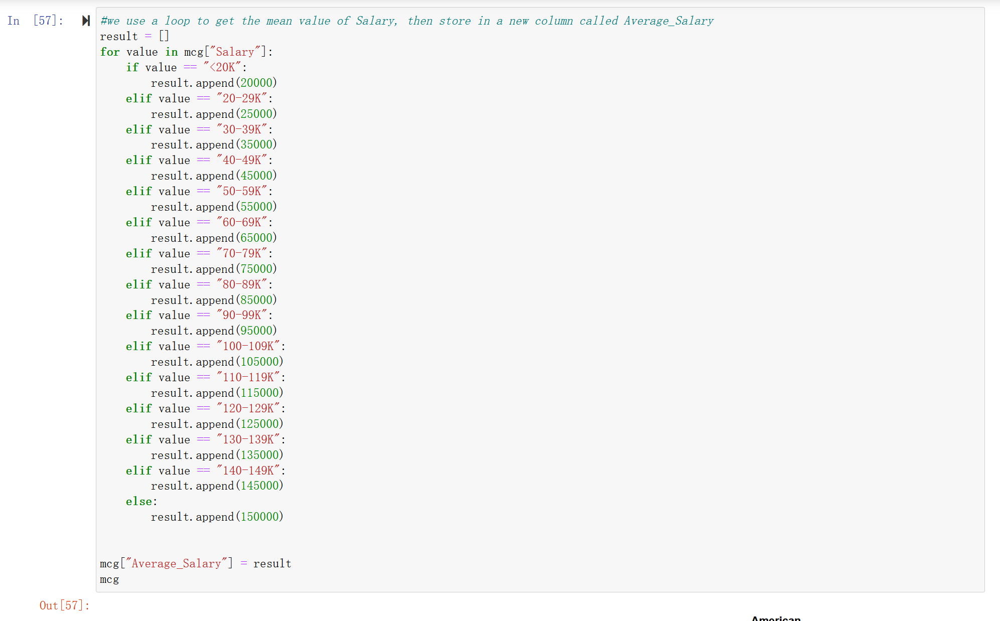 In [57]:
#we use a loop to get the mean value of Salary, then store in a new column called Average_Salary
result = []
for value in mcg["Salary"]:
    if value == "<20K":
        result.append(20000)
    elif value == "20-29K":
        result.append(25000)
    elif value == "30-39K":
        result.append(35000)
    elif value == "40-49K":
        result.append(45000)
    elif value == "50-59K":
        result.append(55000)
    elif value == "60-69K":
        result.append(65000)
    elif value == "70-79K":
        result.append(75000)
    elif value == "80-89K":
        result.append(85000)
    elif value == "90-99K":
        result.append(95000)
    elif value == "100-109K":
        result.append(105000)
    elif value == "110-119K":
        result.append(115000)
    elif value == "120-129K":
        result.append(125000)
    elif value == "130-139K":
        result.append(135000)
    elif value == "140-149K":
        result.append(145000)
    else:
        result.append(150000)
mcg["Average_Salary"] = result
mcg
Out[57]:
American